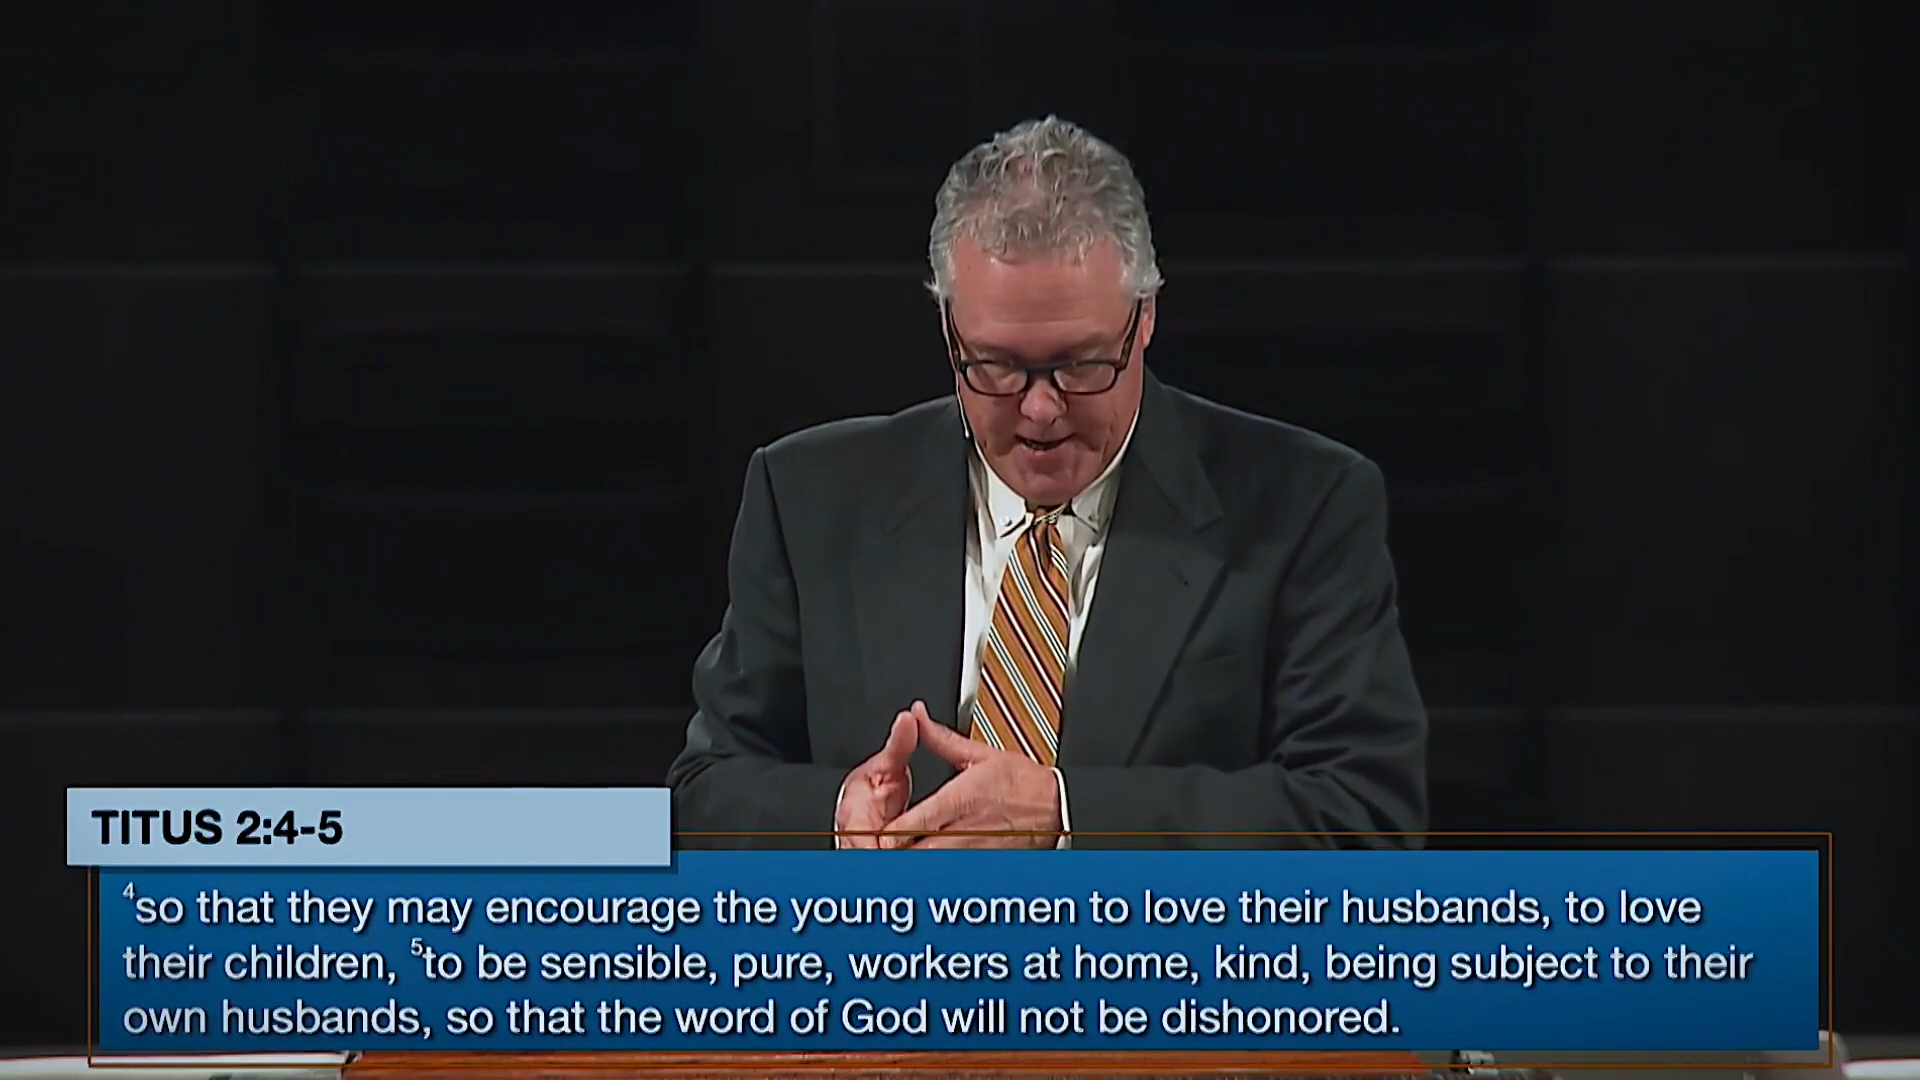 TITUS 2:4-5
⁴so that they may encourage the young women to love their husbands, to love
their children, ⁵to be sensible, pure, workers at home, kind, being subject to their
own husbands, so that the word of God will not be dishonored.